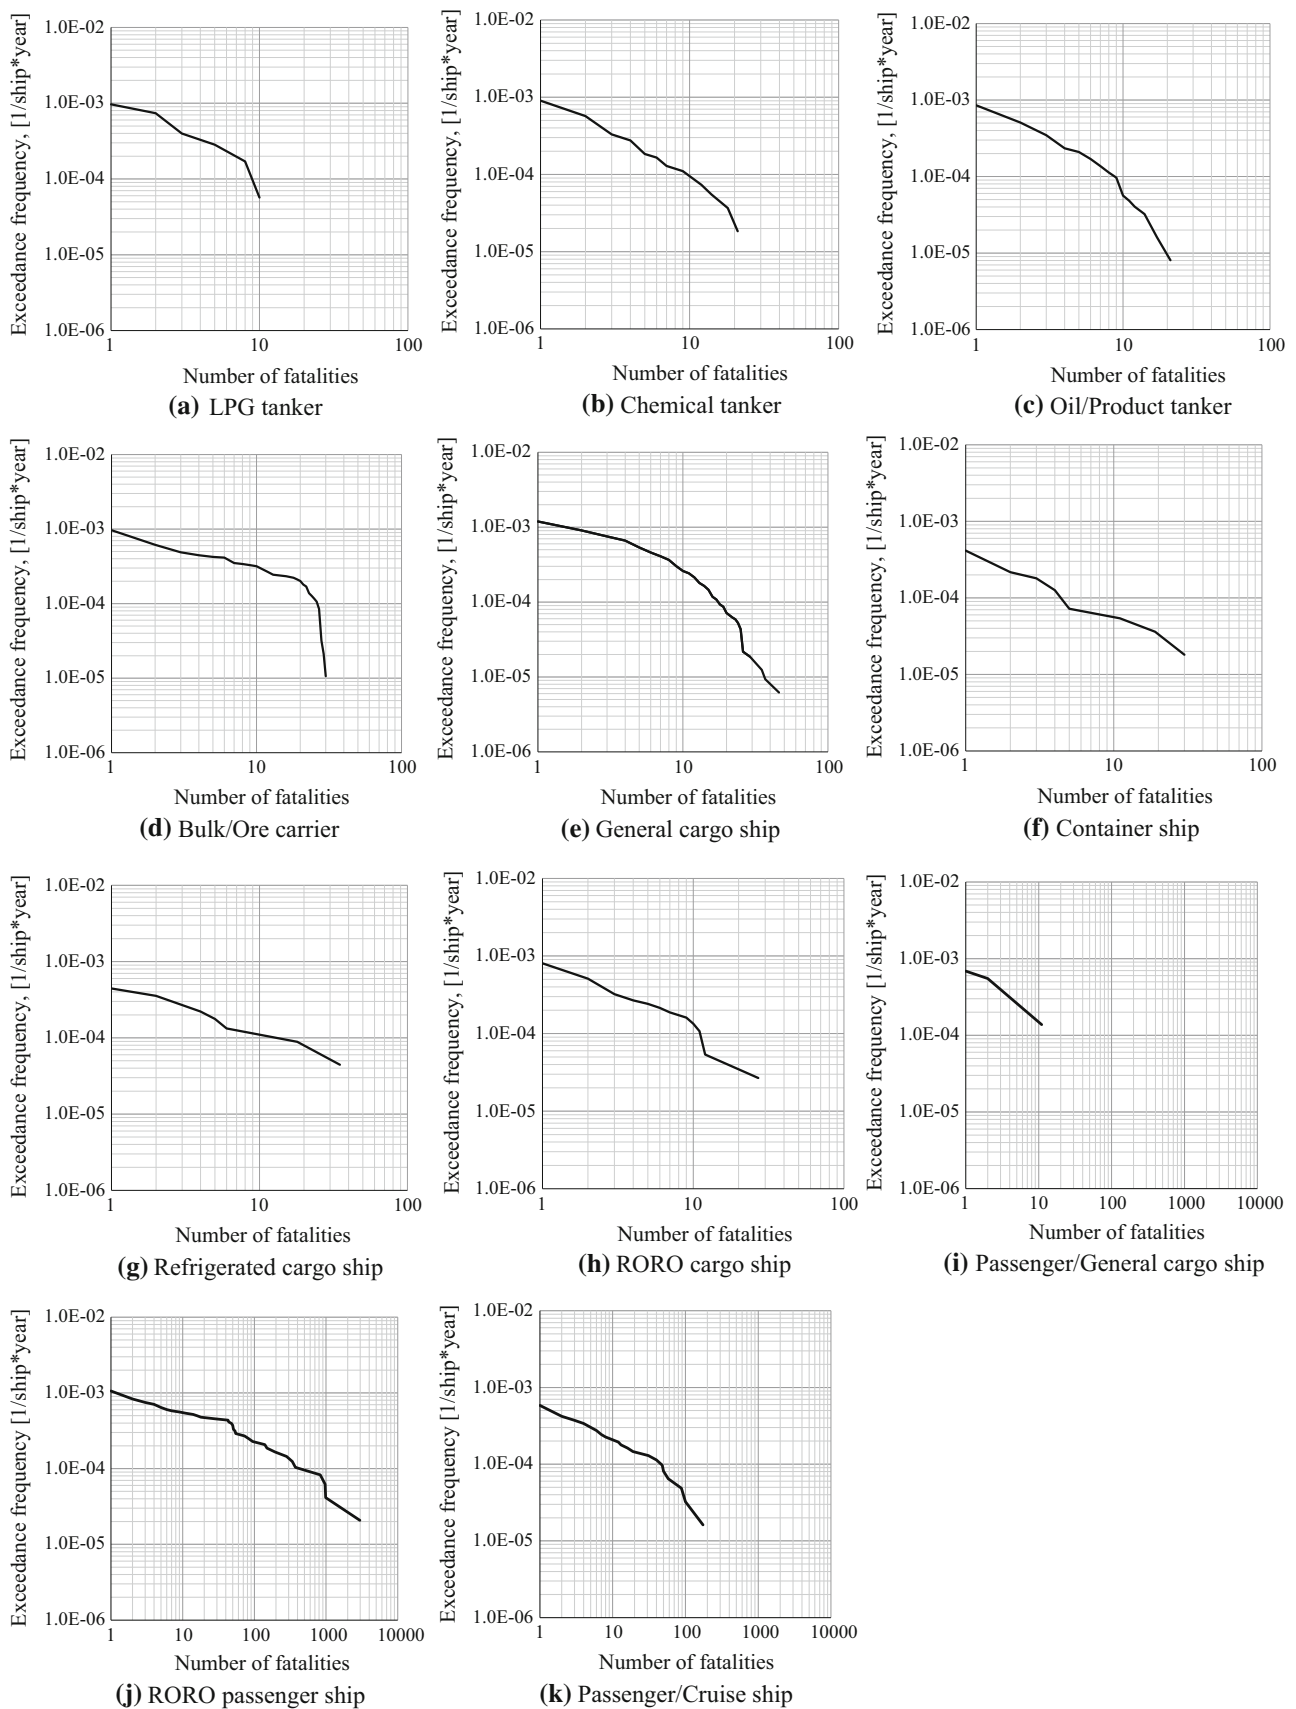 Exceedance frequency, [1/ship*year]
1.0E-02
1.0E-03
1.0E-04
1.0E-05
1.0E-06
1 10 100
Number of fatalities
(a) LPG tanker
Exceedance frequency, [1/ship*year]
1.0E-02
1.0E-03
1.0E-04
1.0E-05
1.0E-06
1 10 100
Number of fatalities
(b) Chemical tanker
Exceedance frequency, [1/ship*year]
1.0E-02
1.0E-03
1.0E-04
1.0E-05
1.0E-06
1 10 100
Number of fatalities
(c) Oil/Product tanker
Exceedance frequency, [1/ship*year]
1.0E-02
1.0E-03
1.0E-04
1.0E-05
1.0E-06
1 10 100
Number of fatalities
(d) Bulk/Ore carrier
Exceedance frequency, [1/ship*year]
1.0E-02
1.0E-03
1.0E-04
1.0E-05
1.0E-06
1 10 100
Number of fatalities
(e) General cargo ship
Exceedance frequency, [1/ship*year]
1.0E-02
1.0E-03
1.0E-04
1.0E-05
1.0E-06
1 10 100
Number of fatalities
(f) Container ship
Exceedance frequency, [1/ship*year]
1.0E-02
1.0E-03
1.0E-04
1.0E-05
1.0E-06
1 10 100
Number of fatalities
(g) Refrigerated cargo ship
Exceedance frequency, [1/ship*year]
1.0E-02
1.0E-03
1.0E-04
1.0E-05
1.0E-06
1 10 100
Number of fatalities
(h) RORO cargo ship
Exceedance frequency [1/ship*year]
1.0E-02
1.0E-03
1.0E-04
1.0E-05
1.0E-06
1 10 100 1000 10000
Number of fatalities
(i) Passenger/General cargo ship
Exceedance frequency [1/ship*year]
1.0E-02
1.0E-03
1.0E-04
1.0E-05
1.0E-06
1 10 100 1000 10000
Number of fatalities
(j) RORO passenger ship
Exceedance frequency [1/ship*year]
1.0E-02
1.0E-03
1.0E-04
1.0E-05
1.0E-06
1 10 100 1000 10000
Number of fatalities
(k) Passenger/Cruise ship